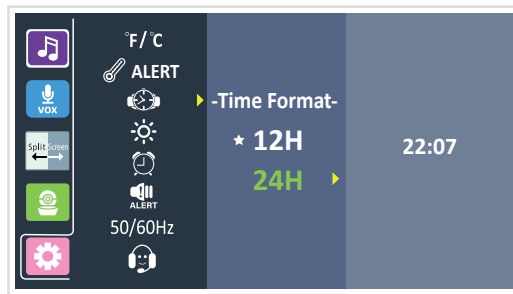 VOX
Split Screen
°F/°C
ALERT
ALERT
50/60Hz
-Time Format-
12H
24H
22:07